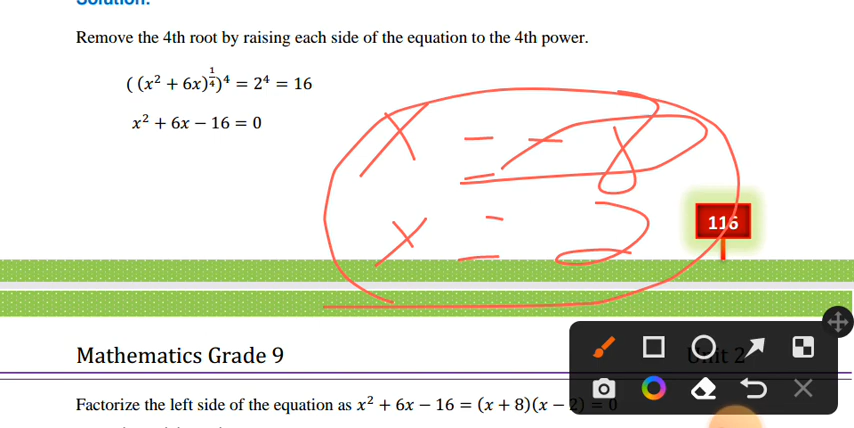 Solution:
Remove the 4th root by raising each side of the equation to the 4th power.
( (x² + 6x)^{1/4})⁴ = 2⁴ = 16
x² + 6x − 16 = 0
x = -8
x =
116
Mathematics Grade 9
Unit 2
Factorize the left side of the equation as x² + 6x − 16 = (x + 8)(x − 2) = 0